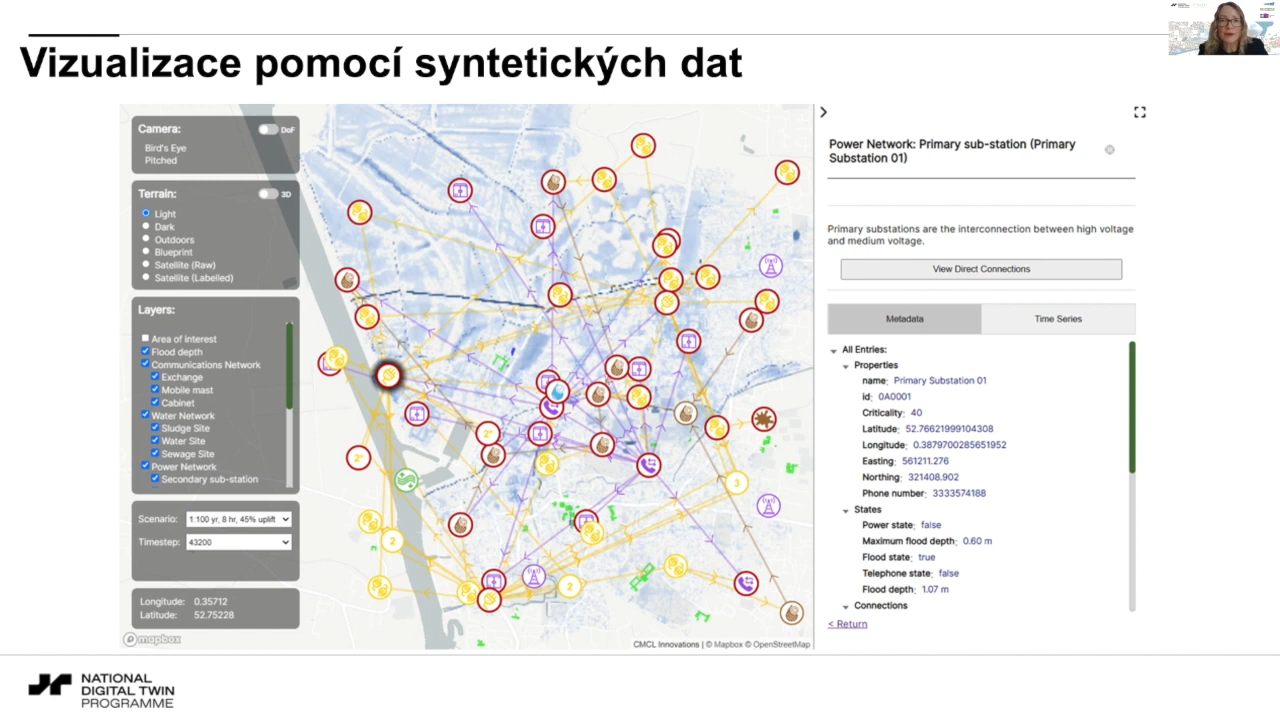 Vizualizace pomocí syntetických dat
Camera:
DoF
Bird's Eye
Pitched
Terrain:
3D
Light
Dark
Outdoors
Blueprint
Satellite (Raw)
Satellite (Labelled)
Layers:
Area of interest
Flood depth
Communications Network
Exchange
Mobile mast
Cabinet
Water Network
Sludge Site
Water Site
Sewage Site
Power Network
Secondary sub-station
Scenario: 1:100 yr, 8 hr, 45% uplift
Timestep: 43200
Longitude: 0.35712
Latitude: 52.75228
mapbox
2
2
2
2
3
CMCL Innovations | © Mapbox © OpenStreetMap
Power Network: Primary sub-station (Primary
Substation 01)
Primary substations are the interconnection between high voltage
and medium voltage.
View Direct Connections
Metadata
Time Series
All Entries:
Properties
name: Primary Substation 01
id: 0A0001
Criticality: 40
Latitude: 52.76621999104308
Longitude: 0.3879700285651952
Easting: 561211.276
Northing: 321408.902
Phone number: 3333574188
States
Power state: false
Maximum flood depth: 0.60 m
Flood state: true
Telephone state: false
Flood depth: 1.07 m
Connections
< Return
NATIONAL
DIGITAL TWIN
PROGRAMME